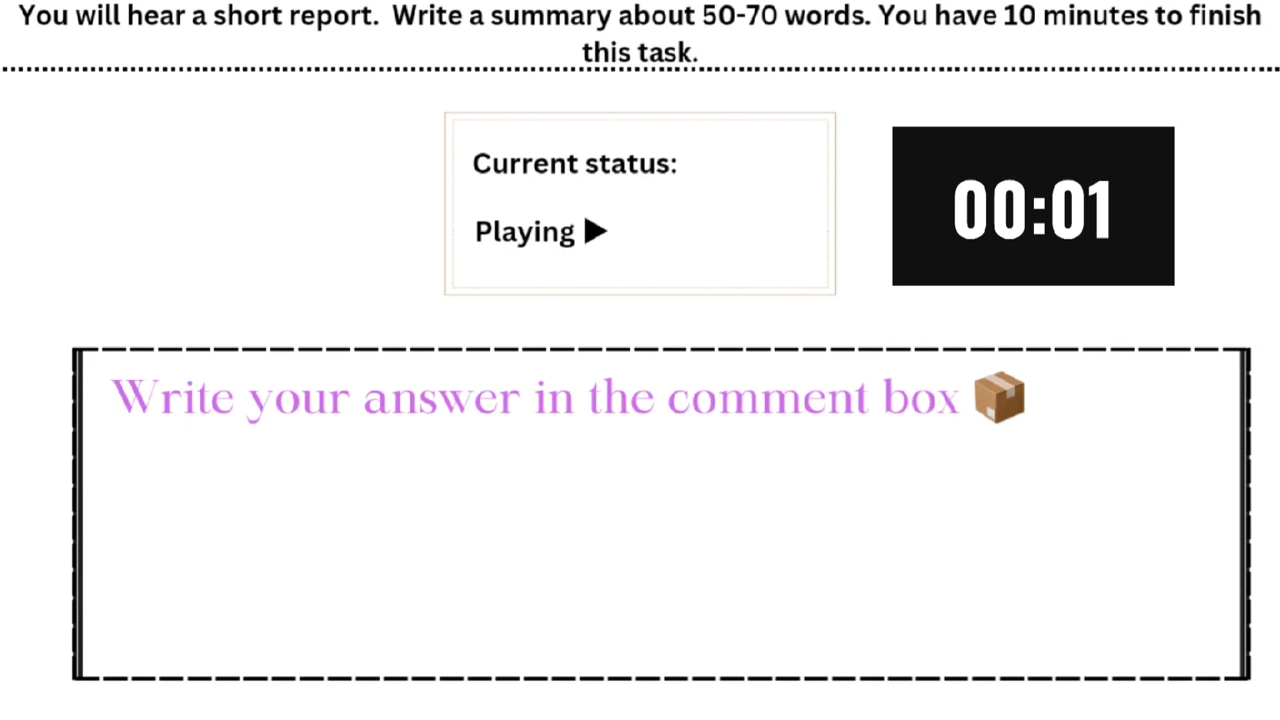 You will hear a short report.  Write a summary about 50-70 words. You have 10 minutes to finish
this task.
Current status:
00:01
Playing
Write your answer in the comment box